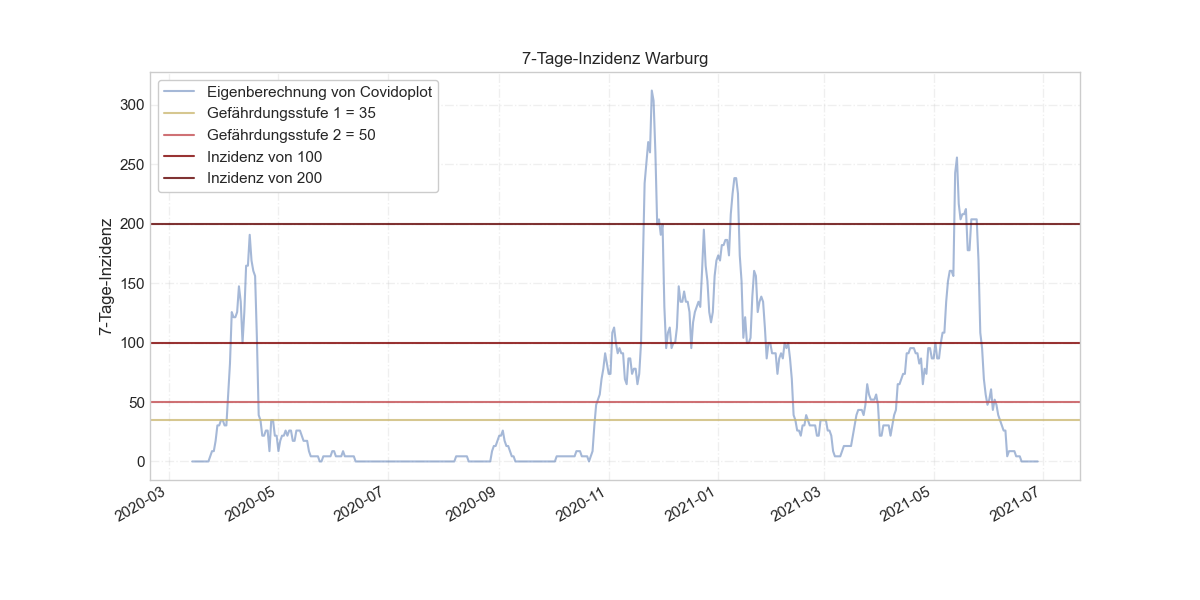 7-Tage-Inzidenz Warburg
Eigenberechnung von Covidoplot
Gefährdungsstufe 1 = 35
Gefährdungsstufe 2 = 50
Inzidenz von 100
Inzidenz von 200
7-Tage-Inzidenz
300
250
200
150
100
50
0
2020-03
2020-05
2020-07
2020-09
2020-11
2021-01
2021-03
2021-05
2021-07